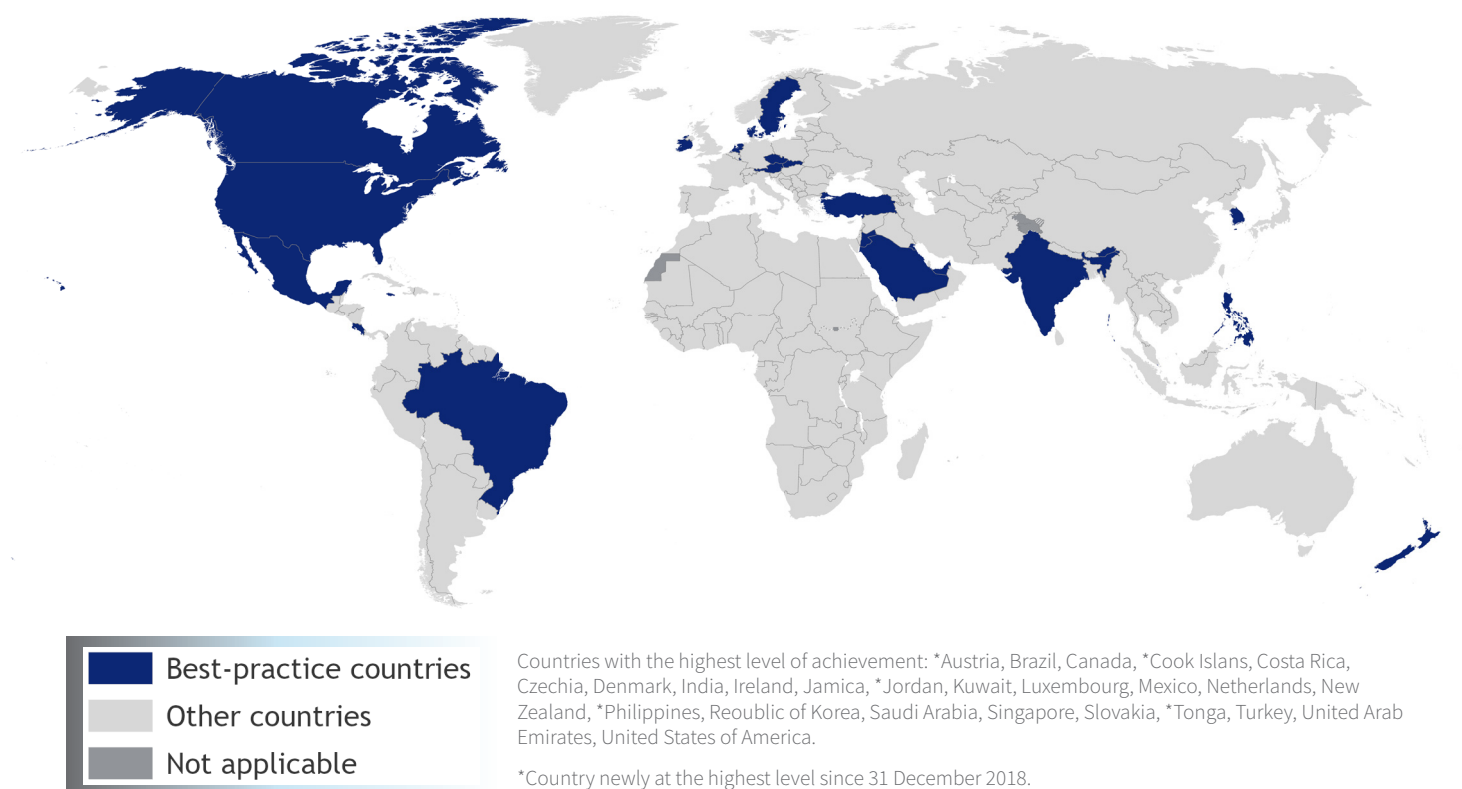 Best-practice countries
Other countries
Not applicable
Countries with the highest level of achievement: *Austria, Brazil, Canada, *Cook Islans, Costa Rica,
Czechia, Denmark, India, Ireland, Jamica, *Jordan, Kuwait, Luxembourg, Mexico, Netherlands, New
Zealand, *Philippines, Reoublic of Korea, Saudi Arabia, Singapore, Slovakia, *Tonga, Turkey, United Arab
Emirates, United States of America.
*Country newly at the highest level since 31 December 2018.